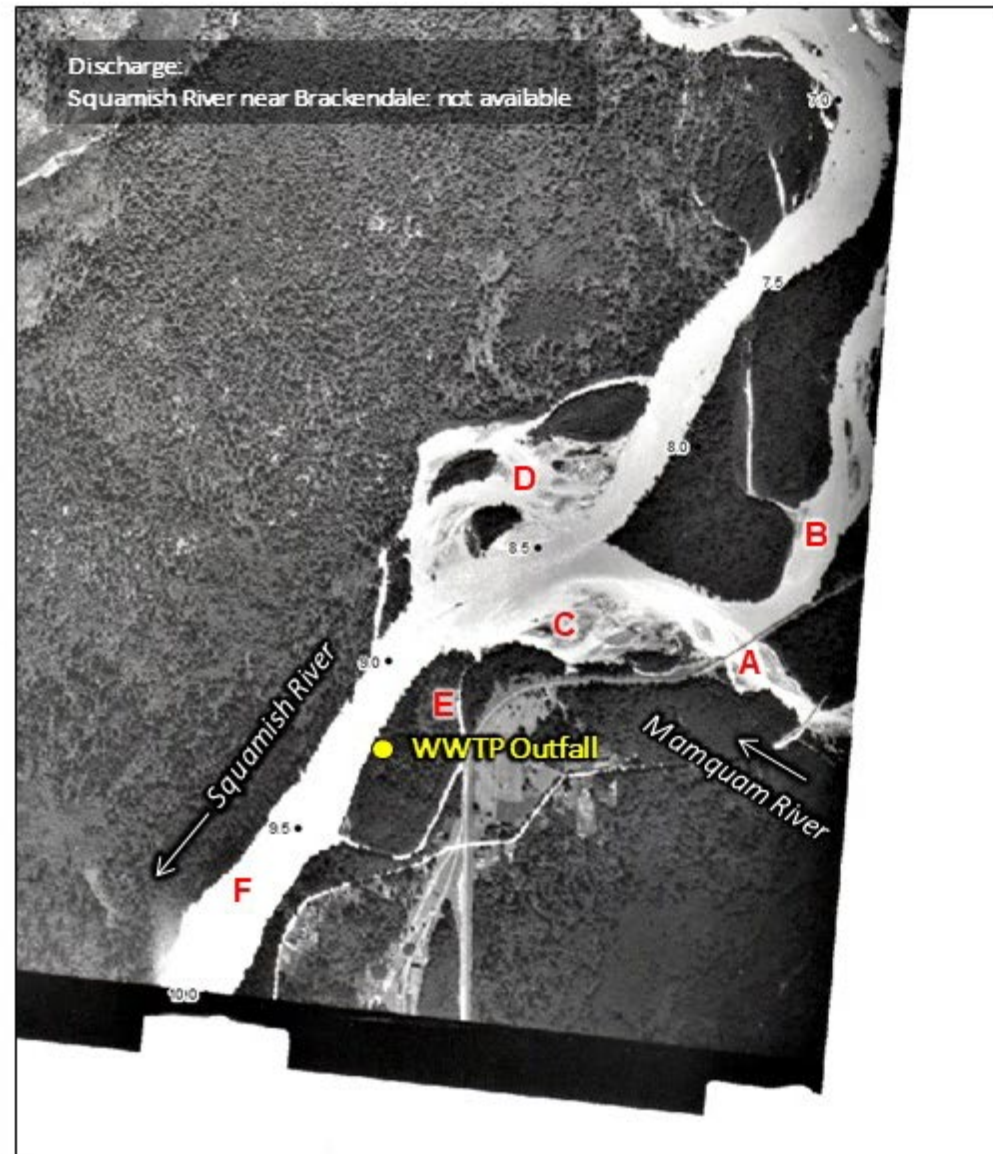 Discharge:
Squamish River near Brackendale: not available
7.0
7.5
8.0
D
B
8.5
C
A
9.0
E
WWTP Outfall
Squamish River
Mamquam River
9.5
F
10.0